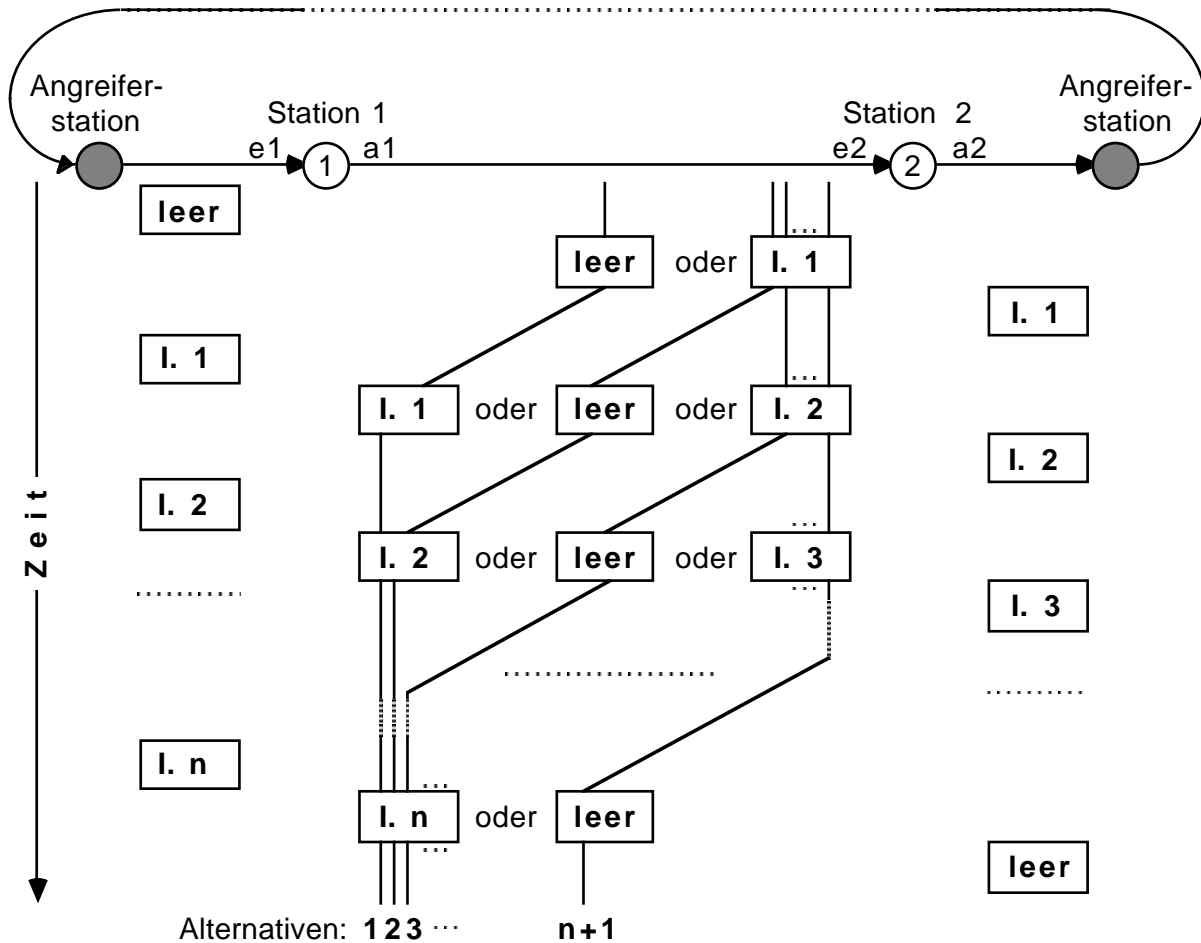 Angreifer-
station
Station 1
Station 2
Angreifer-
station
e1 1 a1
e2 2 a2
leer
leer oder I. 1
I. 1
I. 1
I. 1 oder leer oder I. 2
I. 2
I. 2
I. 2 oder leer oder I. 3
I. 3
Zeit
I. n
I. n oder leer
leer
Alternativen: 1 2 3 ... n+1